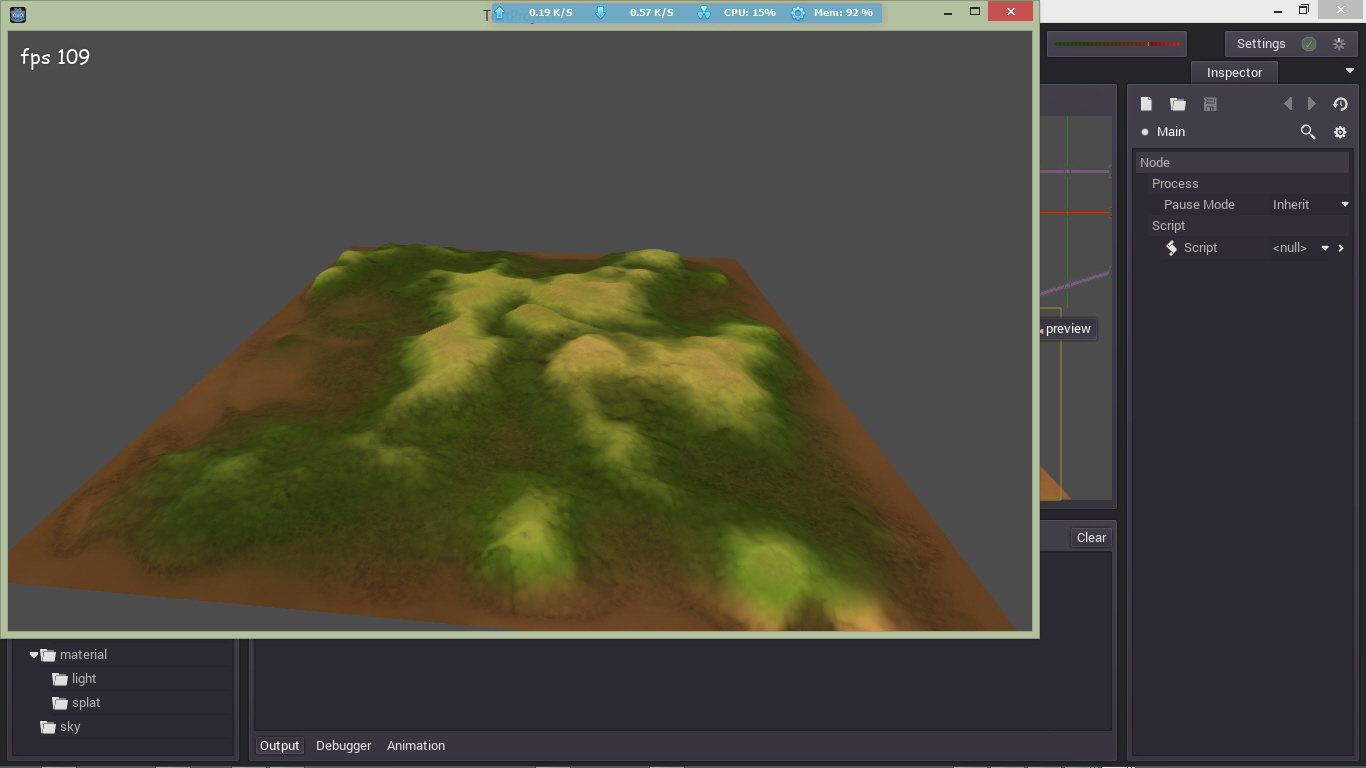 0.19 K/S 0.57 K/S CPU: 15% Mem: 92 %
fps 109
Settings
Inspector
Main
Node
Process
Pause Mode Inherit
Script
Script <null>
preview
Clear
material
light
splat
sky
Output Debugger Animation